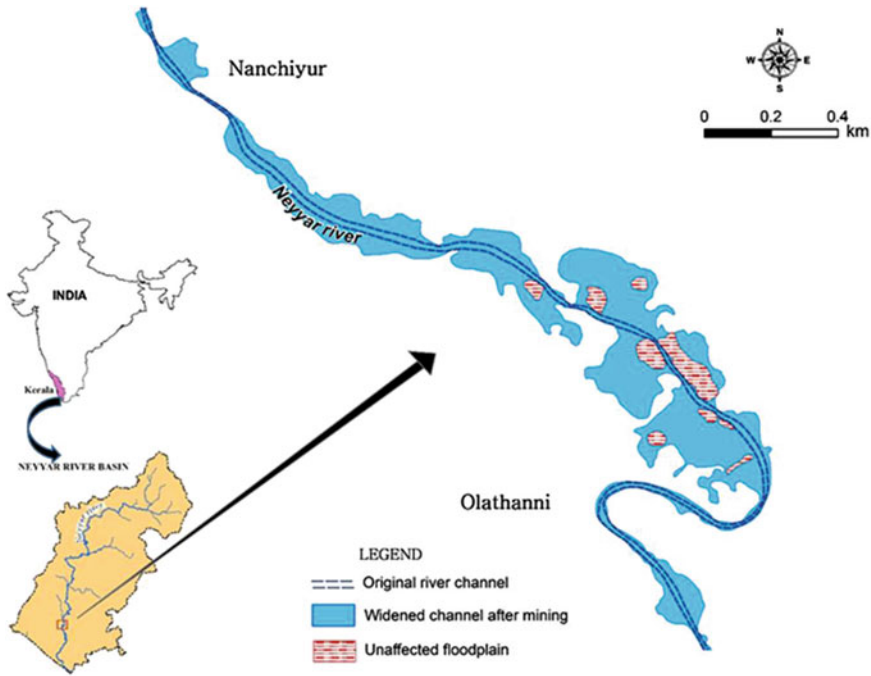 Nanchiyur
N
W E
S
0 0.2 0.4
km
Neyyar river
INDIA
Kerala
NEYYAR RIVER BASIN
Olathanni
LEGEND
Original river channel
Widened channel after mining
Unaffected floodplain